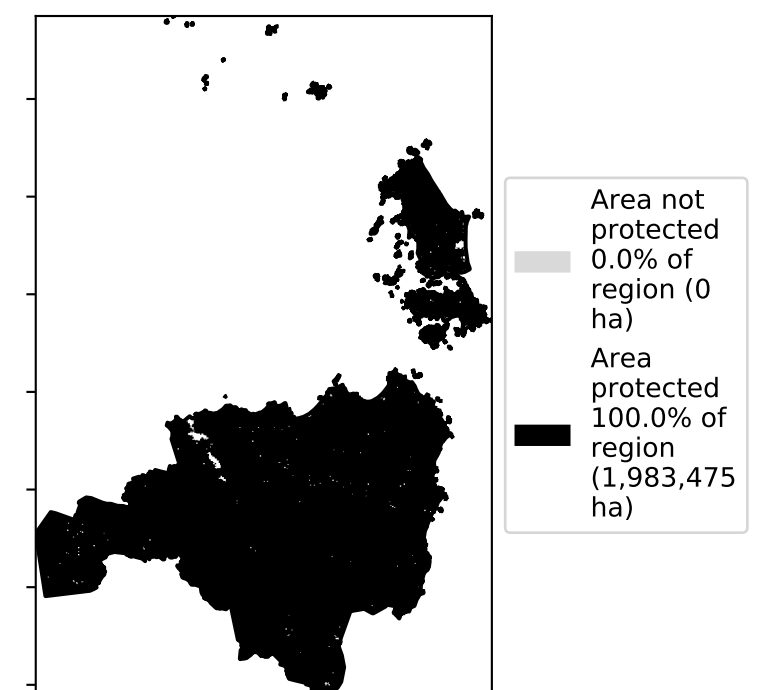 Area not
protected
0.0% of
region (0
ha)
Area
protected
100.0% of
region
(1,983,475
ha)